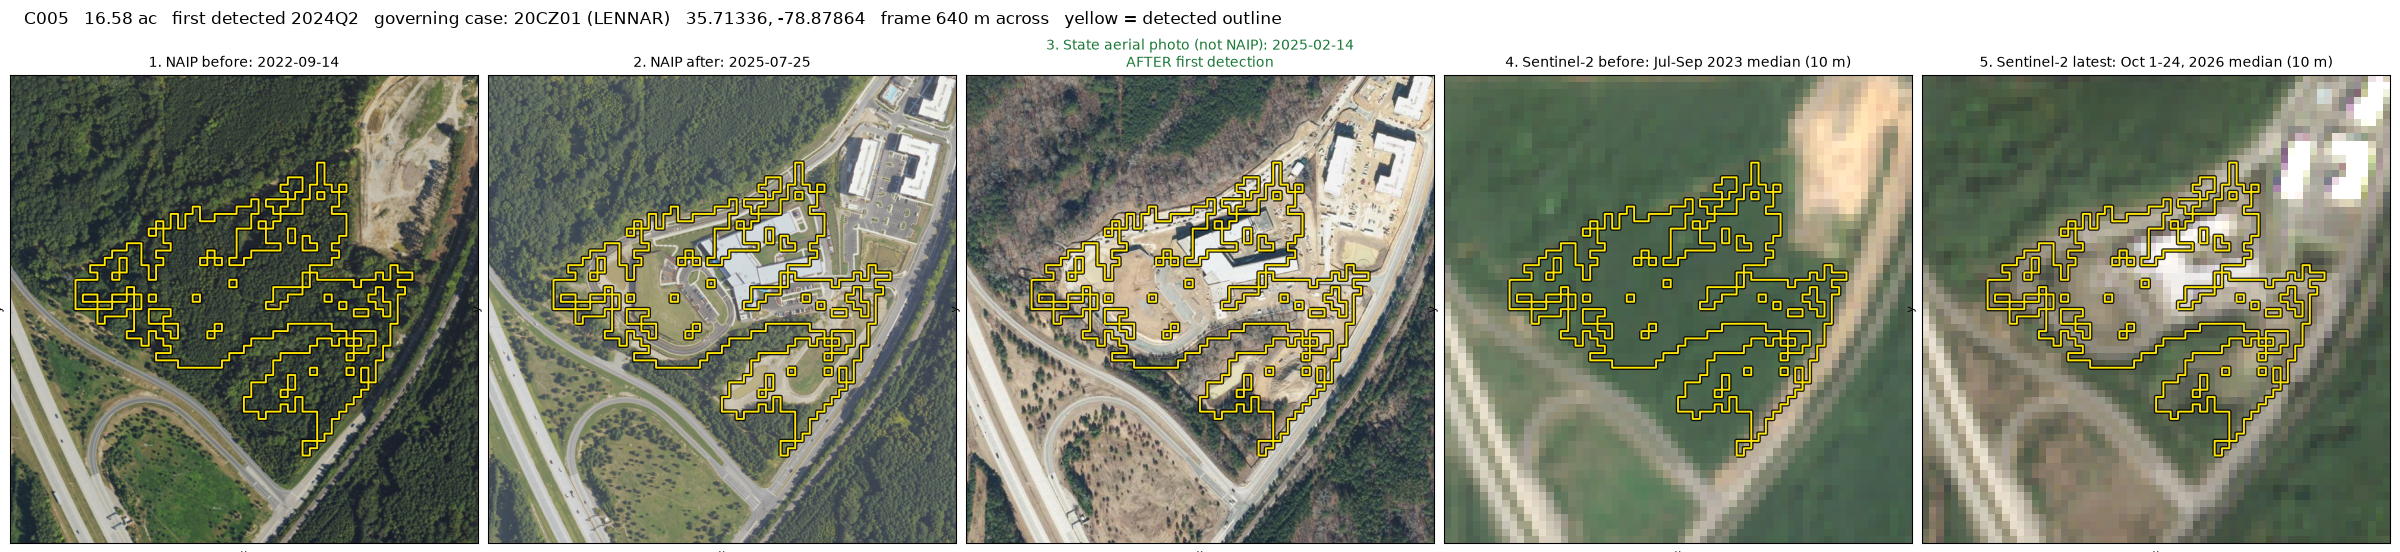 C005   16.58 ac   first detected 2024Q2   governing case: 20CZ01 (LENNAR)   35.71336, -78.87864   frame 640 m across   yellow = detected outline
1. NAIP before: 2022-09-14
2. NAIP after: 2025-07-25
3. State aerial photo (not NAIP): 2025-02-14
AFTER first detection
4. Sentinel-2 before: Jul-Sep 2023 median (10 m)
5. Sentinel-2 latest: Oct 1-24, 2026 median (10 m)